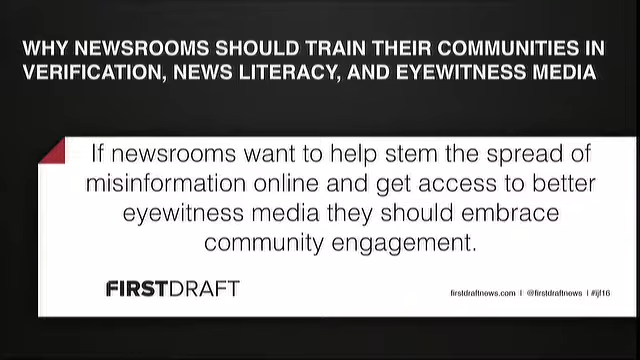 WHY NEWSROOMS SHOULD TRAIN THEIR COMMUNITIES IN
VERIFICATION, NEWS LITERACY, AND EYEWITNESS MEDIA
If newsrooms want to help stem the spread of
misinformation online and get access to better
eyewitness media they should embrace
community engagement.
FIRSTDRAFT
firstdraftnews.com | @firstdraftnews | #ijf16